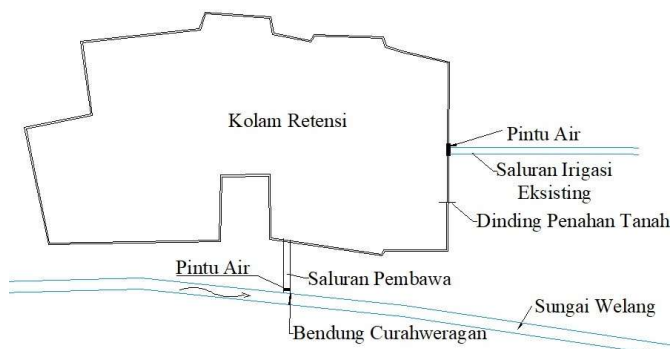 Kolam Retensi
Pintu Air
Saluran Irigasi
Eksisting
Dinding Penahan Tanah
Pintu Air
Saluran Pembawa
Sungai Welang
Bendung Curahweragan